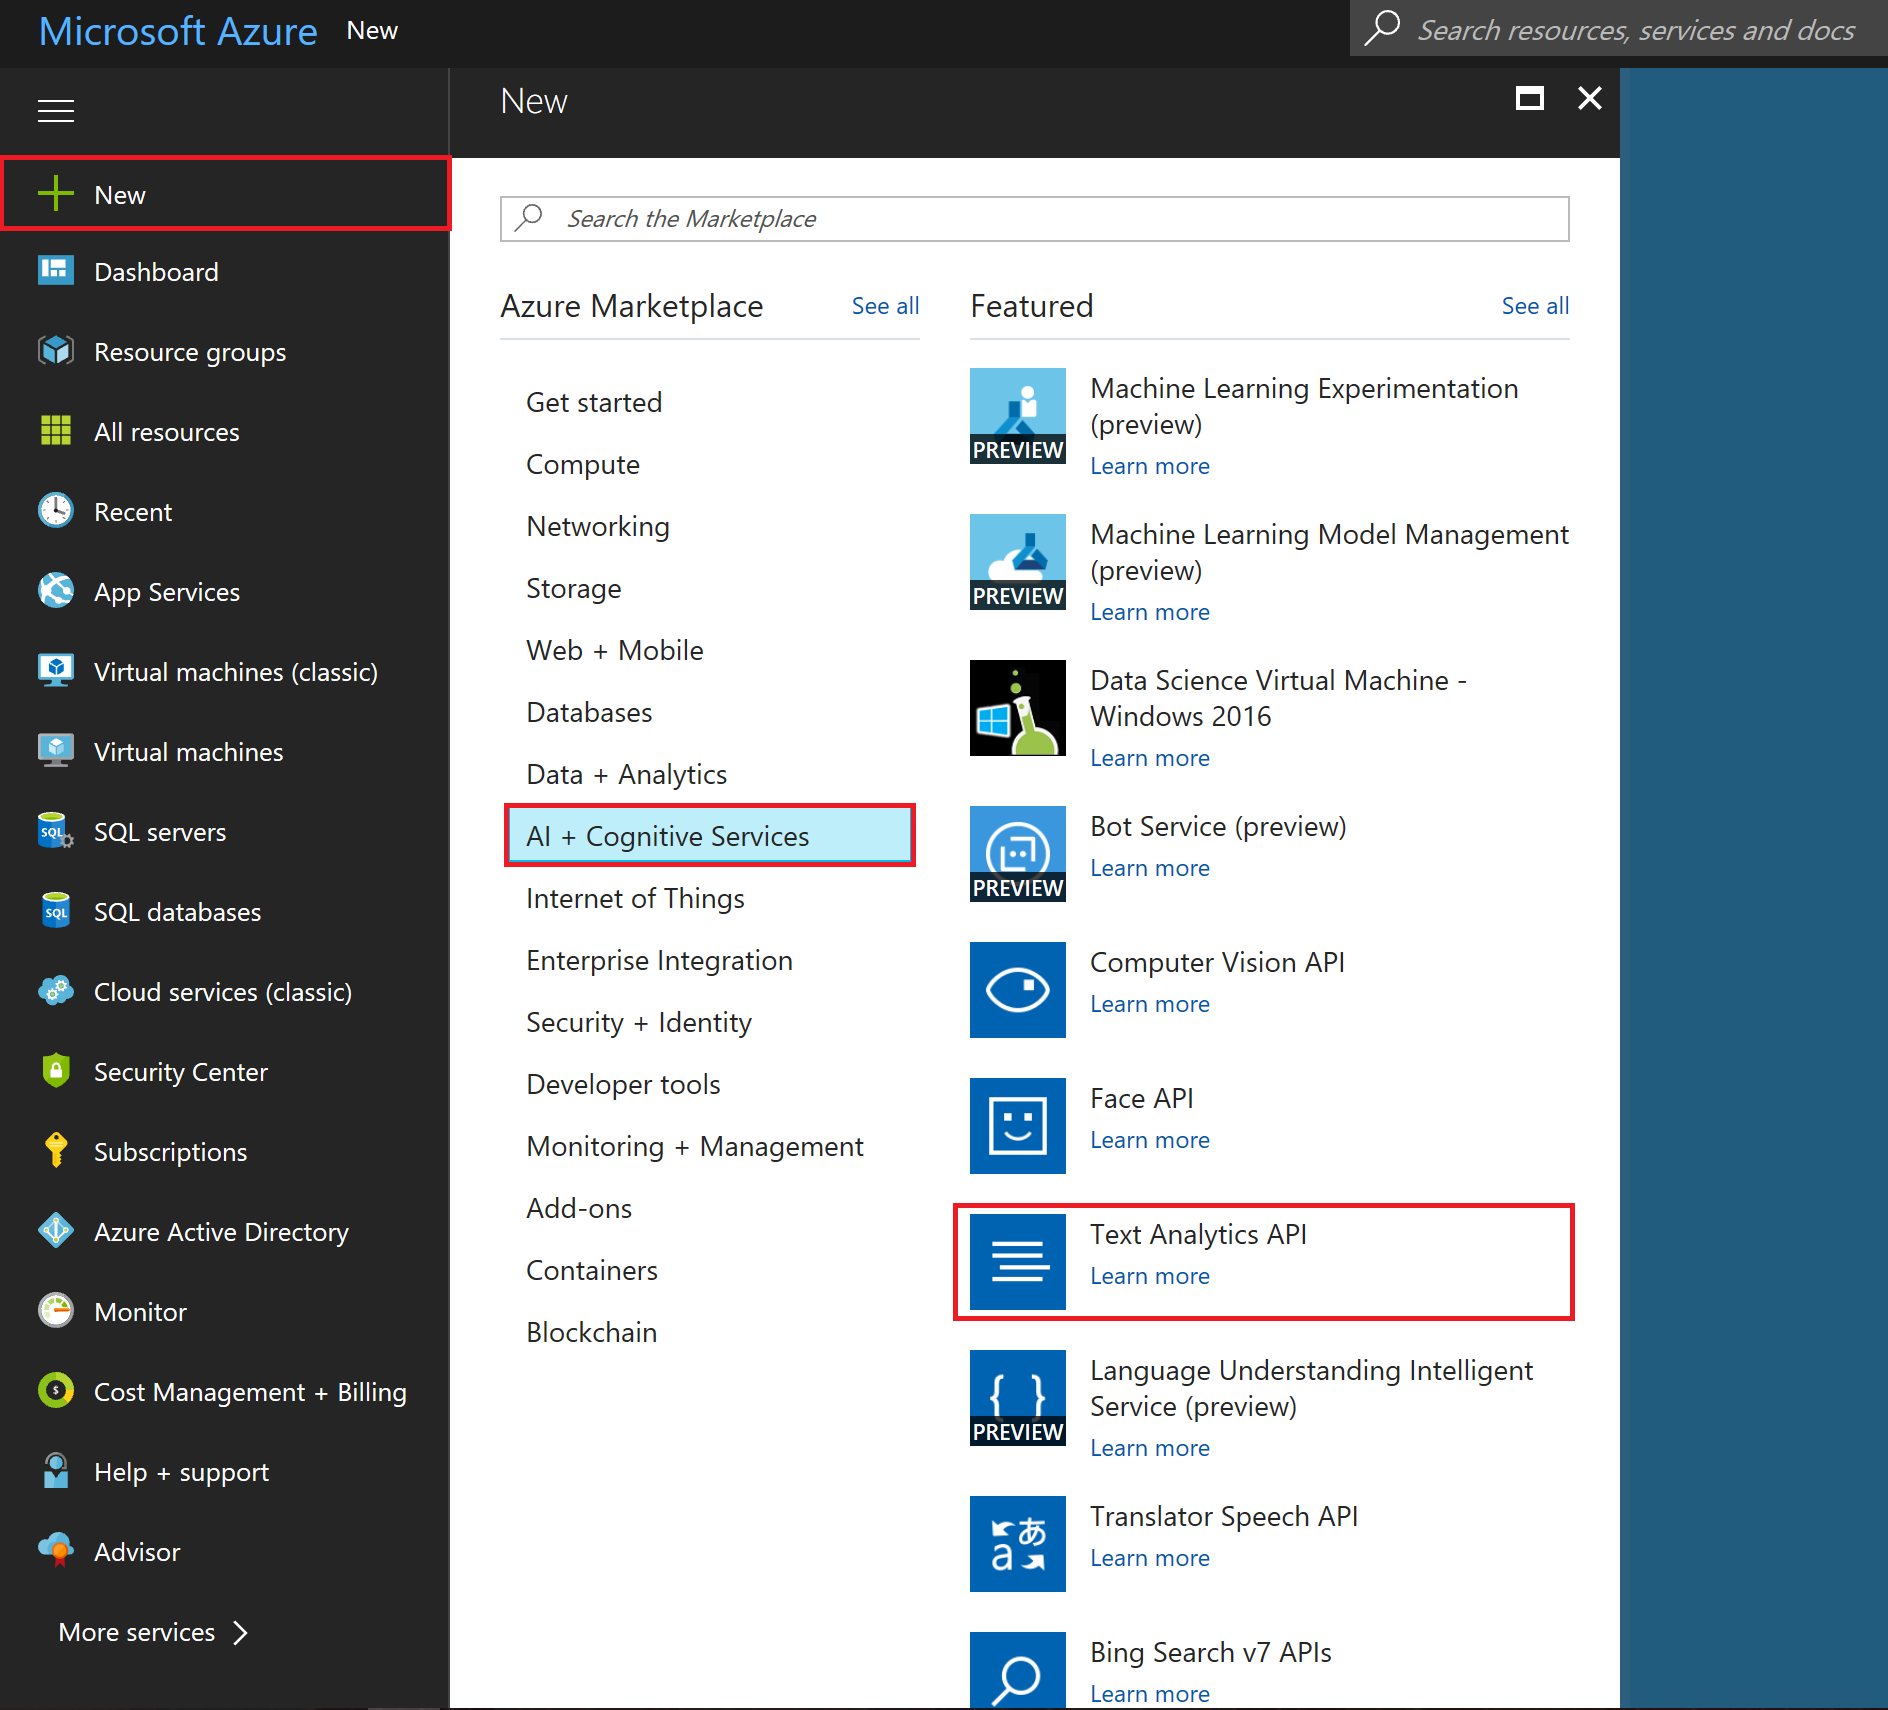 Microsoft Azure New
Search resources, services and docs
New
Dashboard
Resource groups
All resources
Recent
App Services
Virtual machines (classic)
Virtual machines
SQL servers
SQL databases
Cloud services (classic)
Security Center
Subscriptions
Azure Active Directory
Monitor
Cost Management + Billing
Help + support
Advisor
More services
New
Search the Marketplace
Azure Marketplace See all
Get started
Compute
Networking
Storage
Web + Mobile
Databases
Data + Analytics
AI + Cognitive Services
Internet of Things
Enterprise Integration
Security + Identity
Developer tools
Monitoring + Management
Add-ons
Containers
Blockchain
Featured See all
PREVIEW
Machine Learning Experimentation
(preview)
Learn more
PREVIEW
Machine Learning Model Management
(preview)
Learn more
Data Science Virtual Machine -
Windows 2016
Learn more
PREVIEW
Bot Service (preview)
Learn more
Computer Vision API
Learn more
Face API
Learn more
Text Analytics API
Learn more
{ }
PREVIEW
Language Understanding Intelligent
Service (preview)
Learn more
a あ
Translator Speech API
Learn more
Bing Search v7 APIs
Learn more
SQL
SQL
$